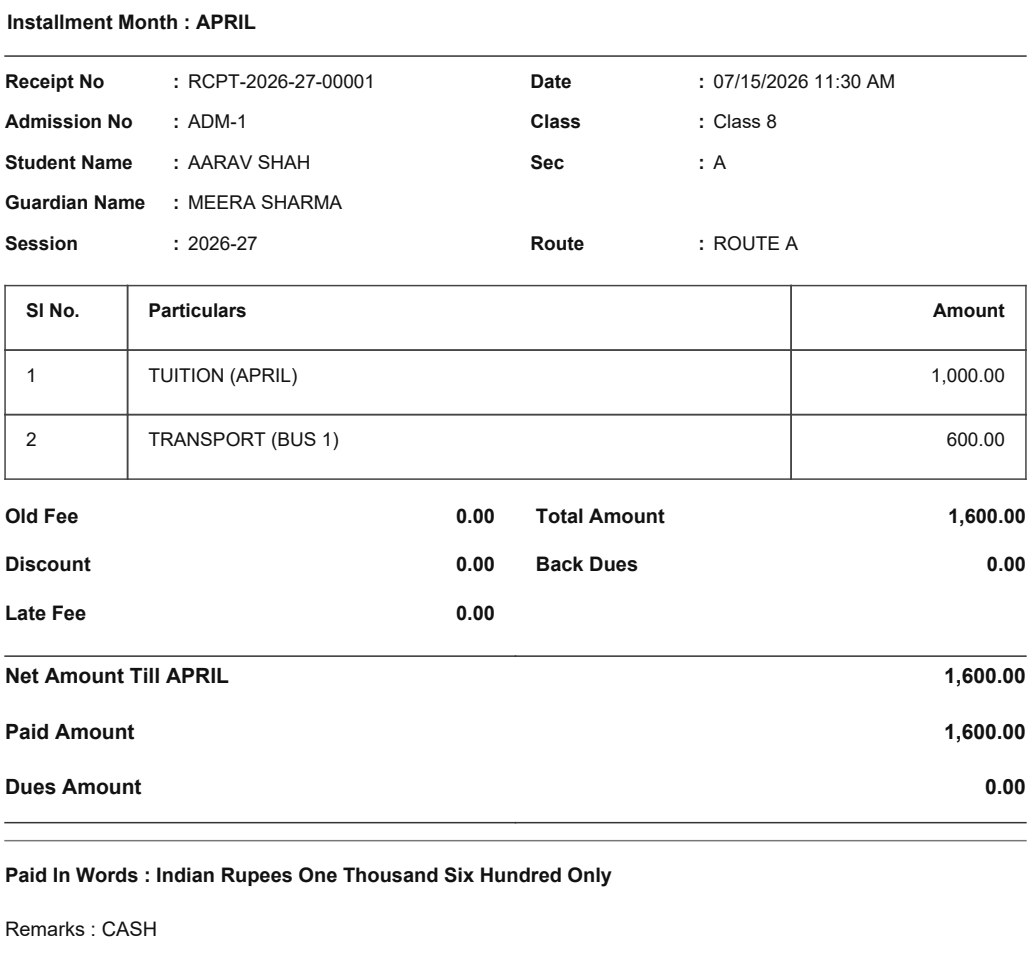 Installment Month : APRIL
Receipt No : RCPT-2026-27-00001 Date : 07/15/2026 11:30 AM
Admission No : ADM-1 Class : Class 8
Student Name : AARAV SHAH Sec : A
Guardian Name : MEERA SHARMA
Session : 2026-27 Route : ROUTE A
Sl No. Particulars Amount
1 TUITION (APRIL) 1,000.00
2 TRANSPORT (BUS 1) 600.00
Old Fee 0.00 Total Amount 1,600.00
Discount 0.00 Back Dues 0.00
Late Fee 0.00
Net Amount Till APRIL 1,600.00
Paid Amount 1,600.00
Dues Amount 0.00
Paid In Words : Indian Rupees One Thousand Six Hundred Only
Remarks : CASH